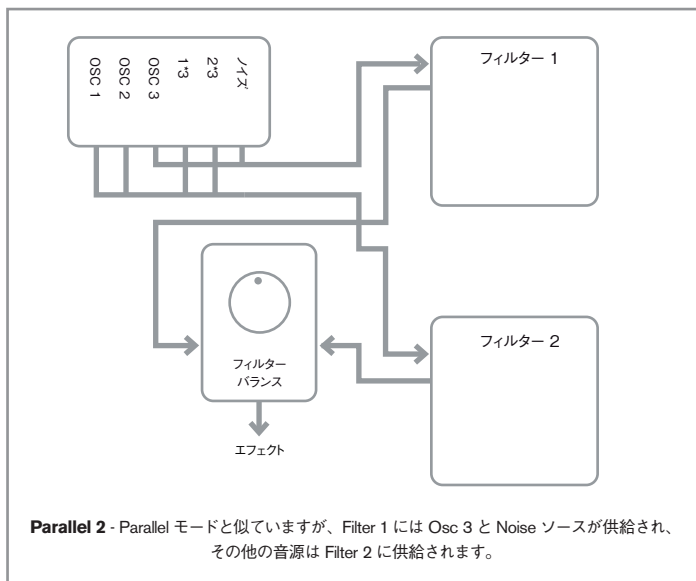 OSC 1
OSC 2
OSC 3
1*3
2*3
ノイズ
フィルター 1
フィルター
バランス
フィルター 2
エフェクト
Parallel 2 - Parallel モードと似ていますが、Filter 1 には Osc 3 と Noise ソースが供給され、
その他の音源は Filter 2 に供給されます。